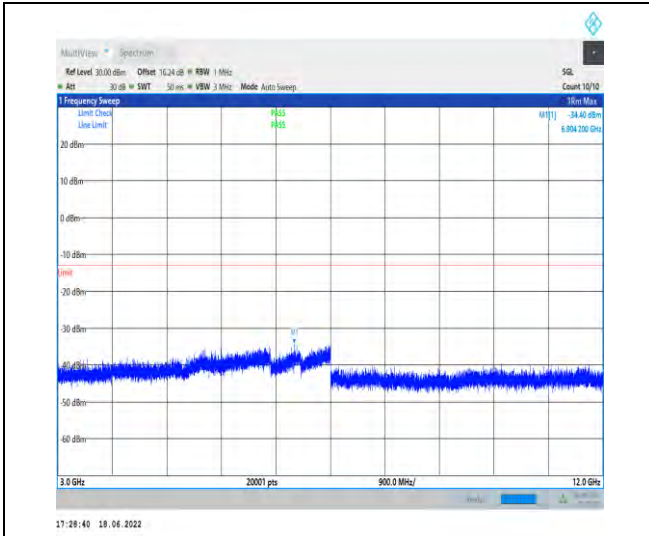 MultiView Spectrum
Ref Level 30.00 dBm Offset 16.24 dB RBW 1 MHz SGL
Att 30 dB SWT 50 ms VBW 3 MHz Mode Auto Sweep Count 10/10
1 Frequency Sweep 1Rm Max
Limit Check PASS M1[1] -34.40 dBm
Line Limit PASS 6.904 200 GHz
20 dBm
10 dBm
0 dBm
-10 dBm
Limit
-20 dBm
-30 dBm
M1
-40 dBm
-50 dBm
-60 dBm
3.0 GHz 20001 pts 900.0 MHz/ 12.0 GHz
17:28:40 18.06.2022